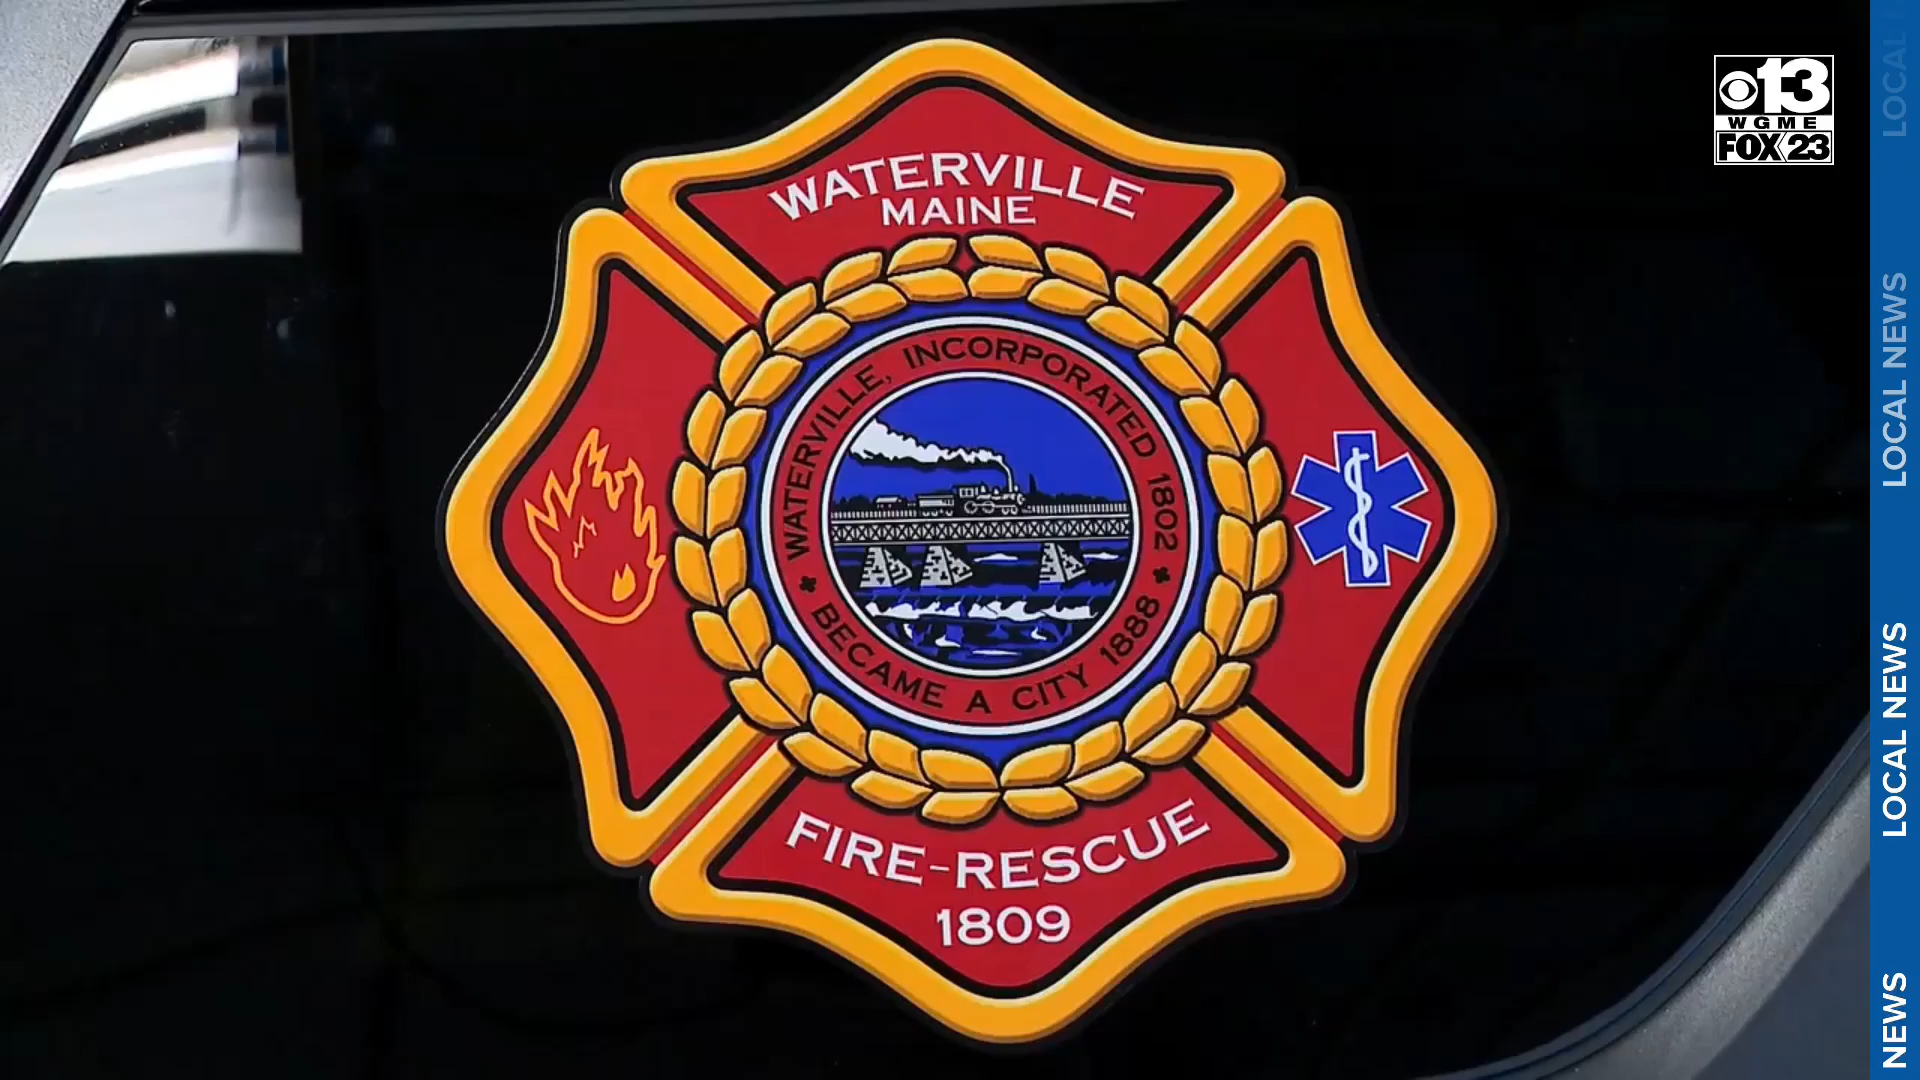 WATERVILLE
MAINE
WATERVILLE, INCORPORATED 1802
BECAME A CITY 1888
FIRE-RESCUE
1809
13
WGME
FOX 23
LOCAL
LOCAL NEWS
LOCAL NEWS
NEWS